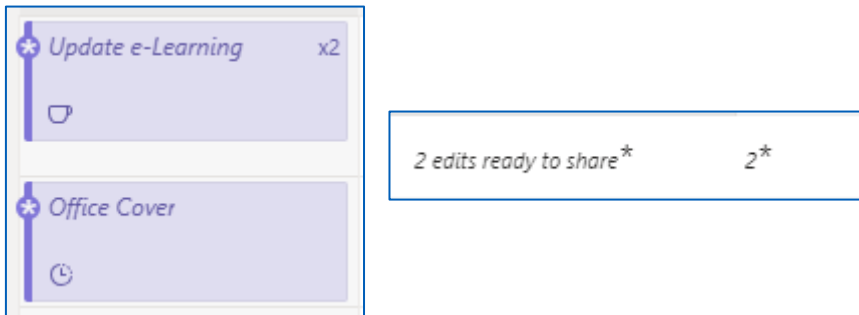 Update e-Learning x2
Office Cover
2 edits ready to share* 2*